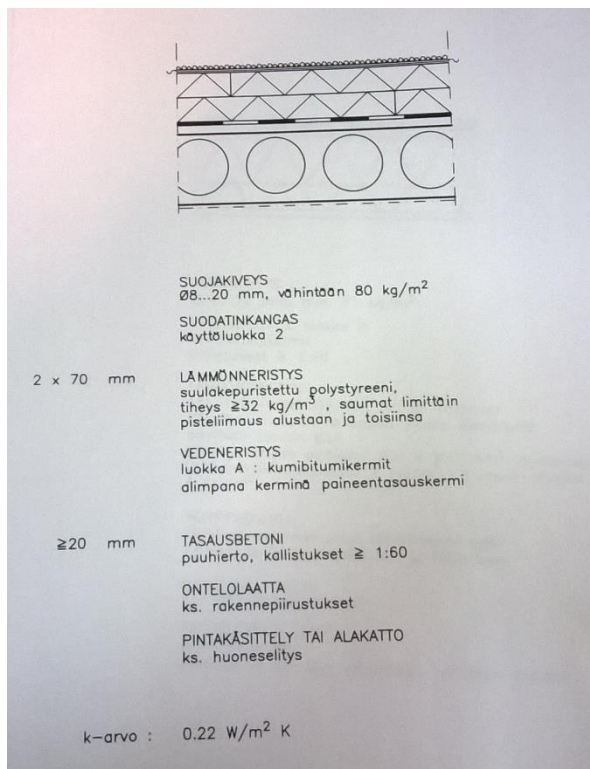 SUOJAKIVEYS
Ø8...20 mm, vähintään 80 kg/m²
SUODATINKANGAS
käyttöluokka 2
2 x 70 mm LÄMMÖNERISTYS
suulakepuristettu polystyreeni,
tiheys ≧32 kg/m³ , saumat limittäin
pisteliimaus alustaan ja toisiinsa
VEDENERISTYS
luokka A : kumibitumikermit
alimpana kerminä paineentasauskermi
≧20 mm TASAUSBETONI
puuhierto, kallistukset ≧ 1:60
ONTELOLAATTA
ks. rakennepiirustukset
PINTAKÄSITTELY TAI ALAKATTO
ks. huoneselitys
k-arvo : 0.22 W/m² K